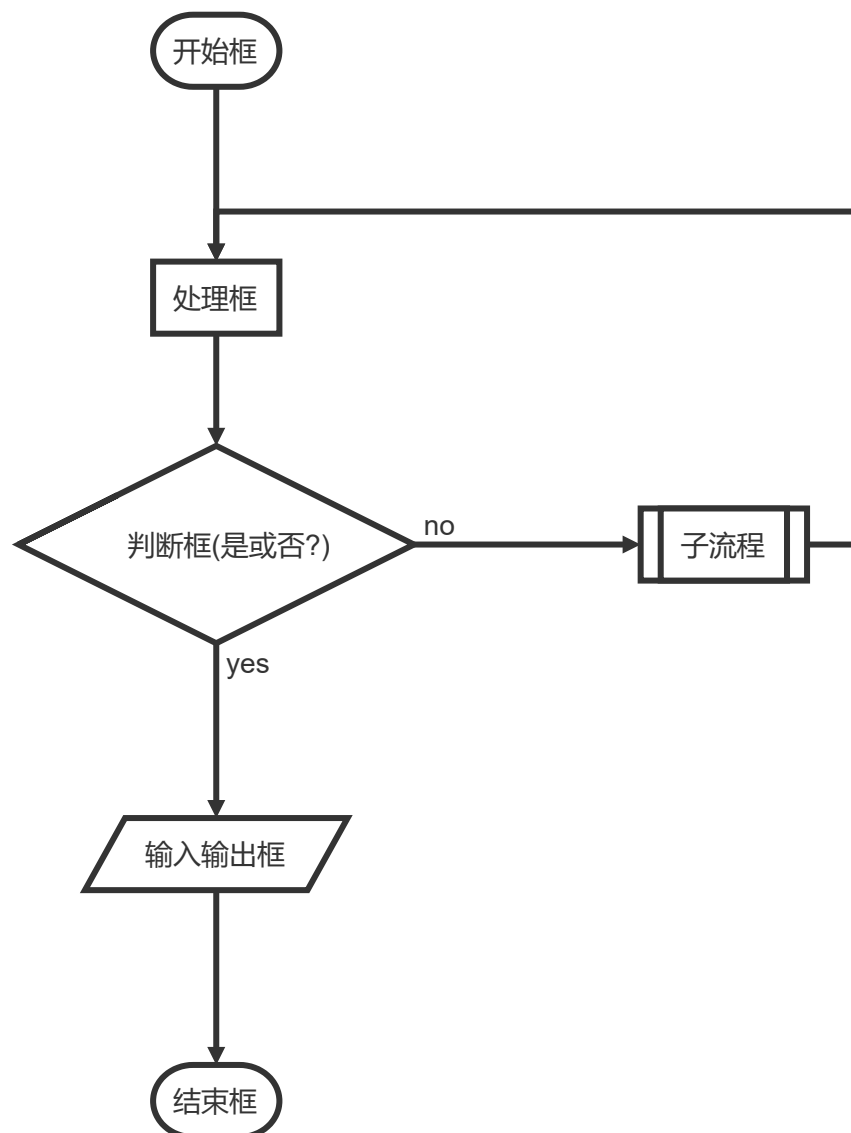 开始框
处理框
判断框(是或否?)
no
子流程
yes
输入输出框
结束框